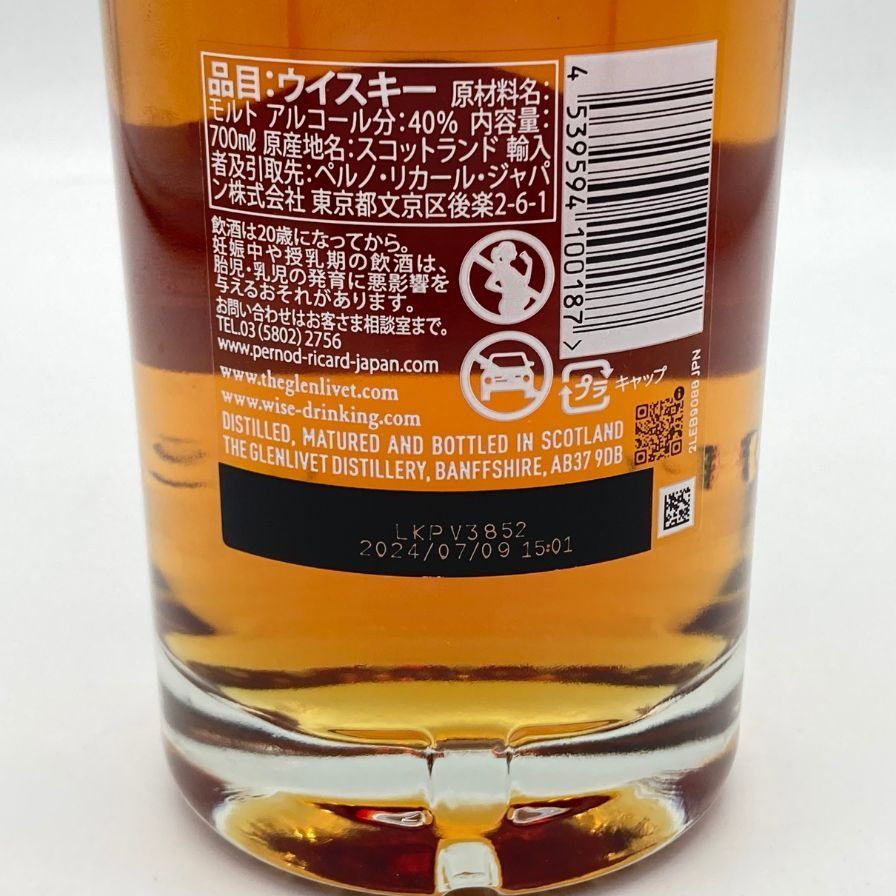 品目：ウイスキー 原材料名：
モルト アルコール分：40% 内容量：
700㎖ 原産地名：スコットランド 輸入
者及引取先：ペルノ・リカール・ジャパ
ン株式会社 東京都文京区後楽2-6-1
飲酒は20歳になってから。
妊娠中や授乳期の飲酒は、
胎児・乳児の発育に悪影響を
与えるおそれがあります。
お問い合わせはお客さま相談室まで。
TEL.03(5802)2756
www.pernod-ricard-japan.com
www.theglenlivet.com
www.wise-drinking.com
DISTILLED, MATURED AND BOTTLED IN SCOTLAND
THE GLENLIVET DISTILLERY, BANFFSHIRE, AB37 9DB
4 539594 100187 >
プラ キャップ
2LEB9088JPN
LKPV3852
2024/07/09 15:01